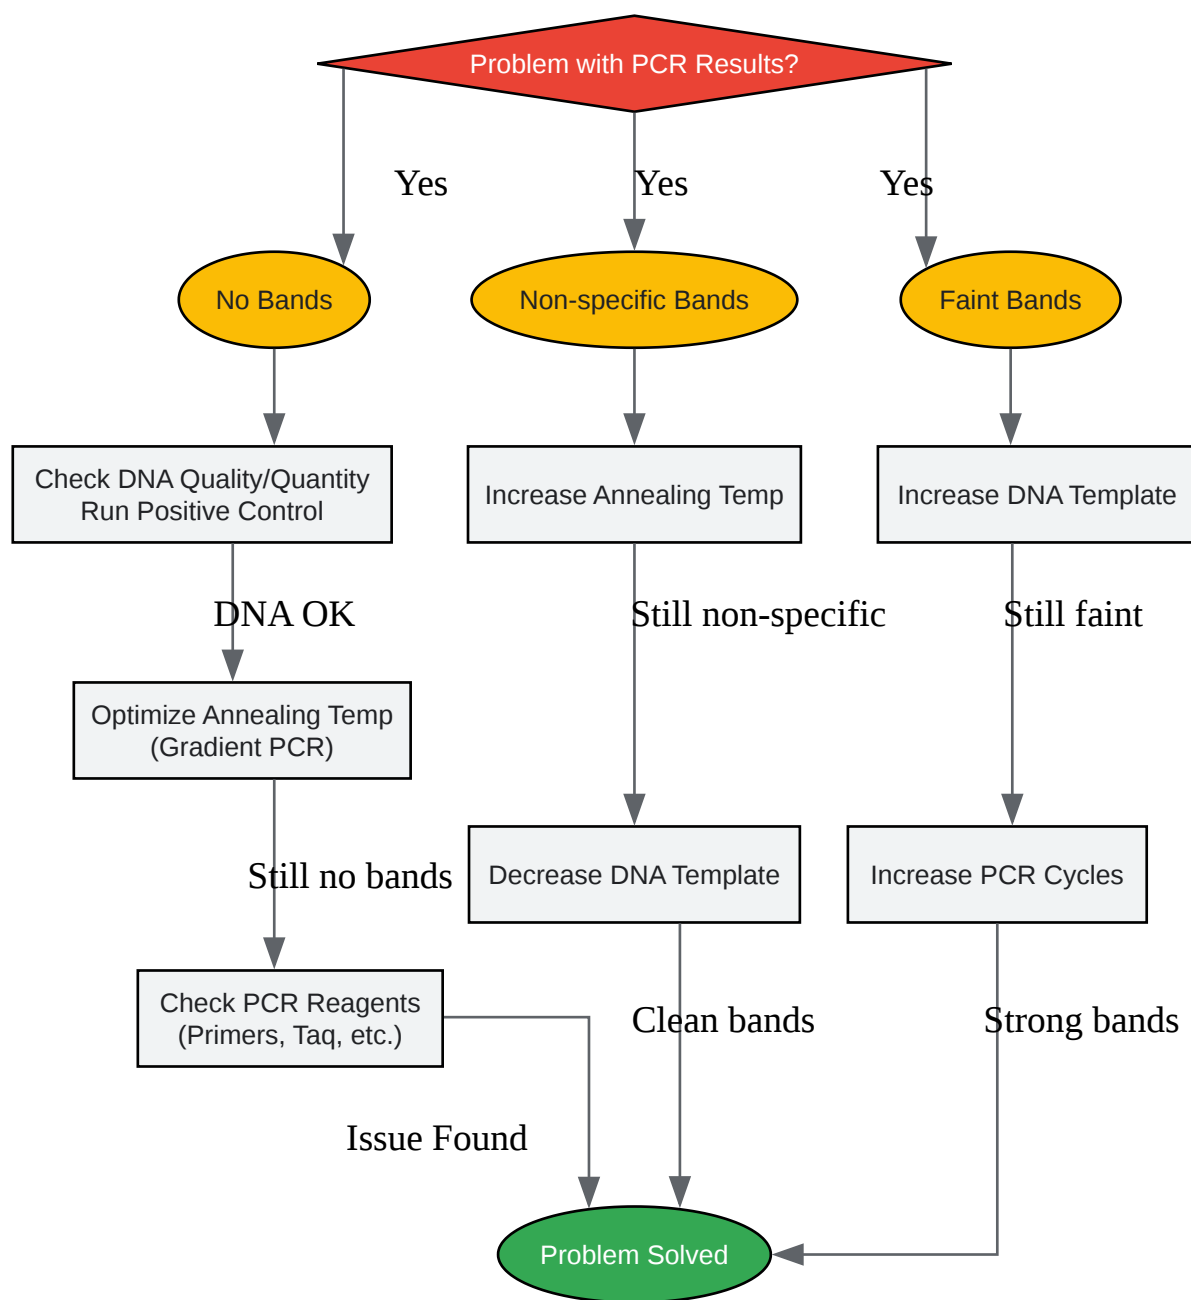 Problem with PCR Results?
Yes
Yes
Yes
No Bands
Non-specific Bands
Faint Bands
Check DNA Quality/Quantity
Run Positive Control
Increase Annealing Temp
Increase DNA Template
DNA OK
Still non-specific
Still faint
Optimize Annealing Temp
(Gradient PCR)
Still no bands
Decrease DNA Template
Increase PCR Cycles
Check PCR Reagents
(Primers, Taq, etc.)
Clean bands
Strong bands
Issue Found
Problem Solved